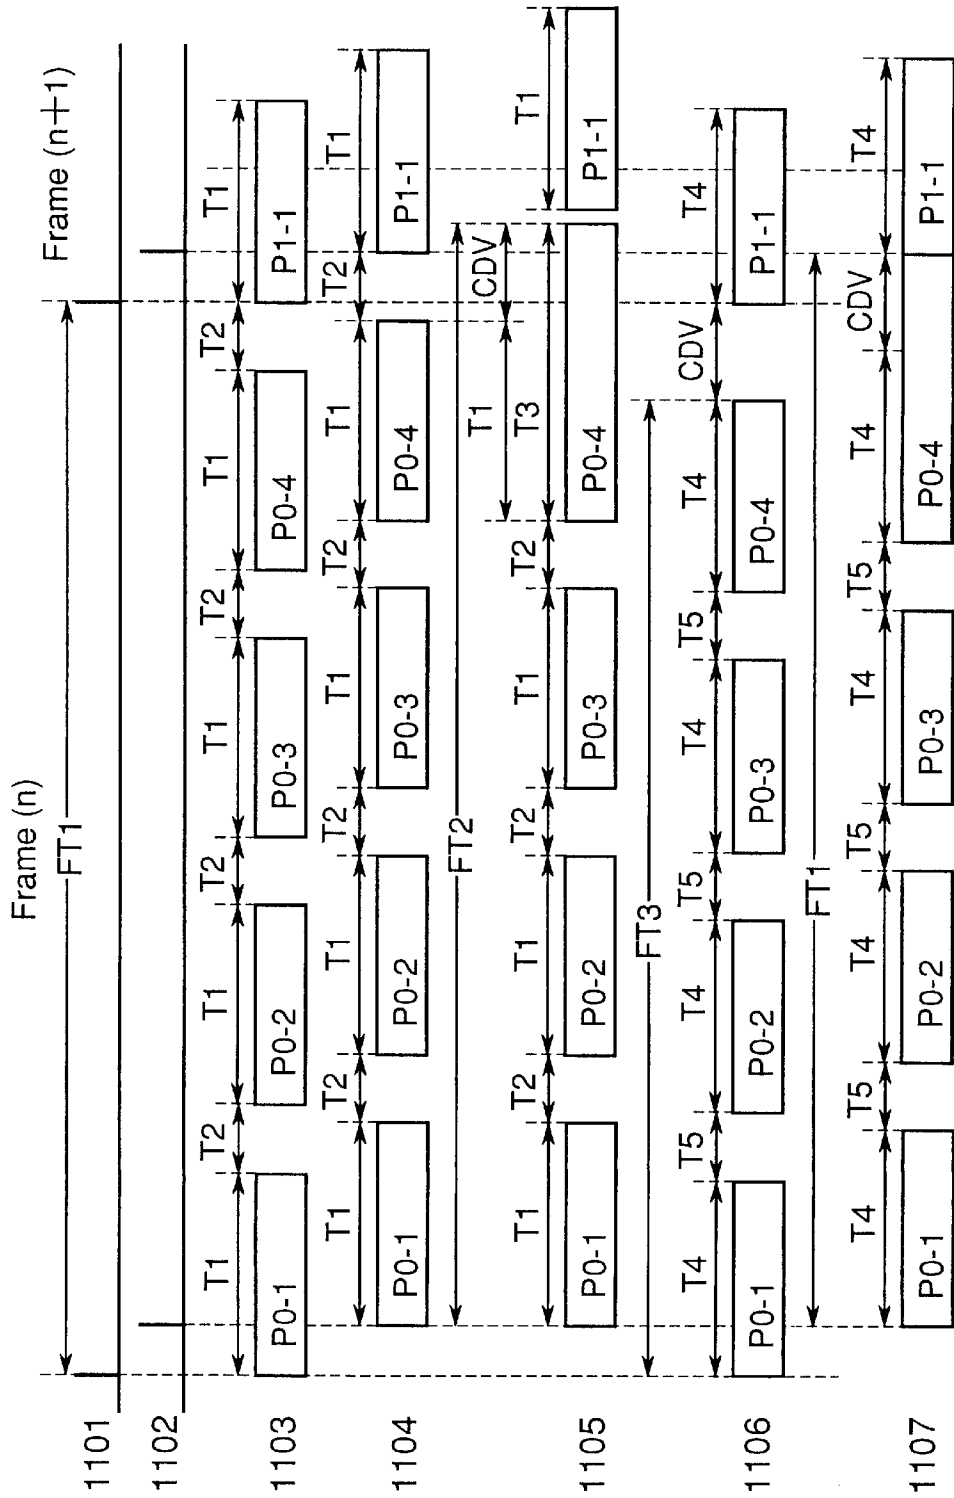 Frame (n) Frame (n+1)
FT1
1101
1102
T1 T2 T1 T2 T1 T2 T1 T2 T1
1103 P0-1 P0-2 P0-3 P0-4 P1-1
T1 T2 T1 T2 T1 T2 T1 T2 T1
1104 P0-1 P0-2 P0-3 P0-4 P1-1
FT2
T1 CDV
T1 T2 T1 T2 T1 T2 T3 T1
1105 P0-1 P0-2 P0-3 P0-4 P1-1
FT3
T4 T5 T4 T5 T4 T5 T4 CDV T4
1106 P0-1 P0-2 P0-3 P0-4 P1-1
FT1
T4 T5 T4 T5 T4 T5 T4 CDV T4
1107 P0-1 P0-2 P0-3 P0-4 P1-1